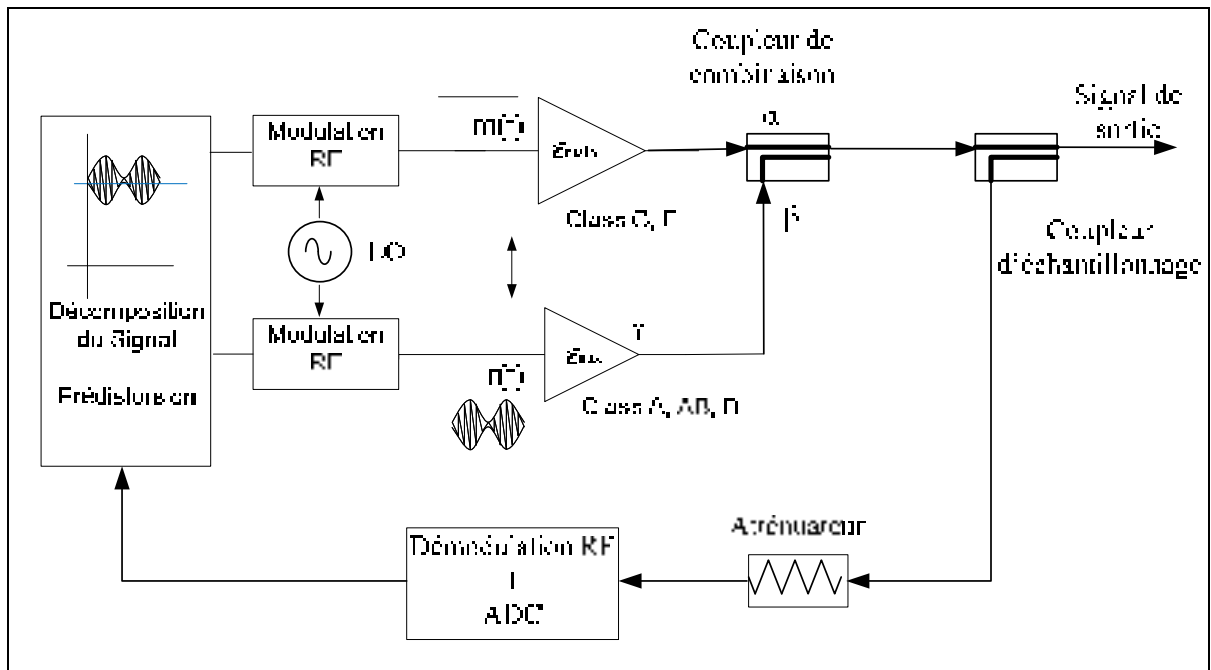 Coupleur de
combinaison
Signal de
sortie
α
Modulation
RF
m(t)
Class C, F
LO
β
Coupleur
d'échantillonnage
Décomposition
du Signal
Prédistorsion
Modulation
RF
n(t)
γ
Class A, AB, B
Atténuateur
Démodulation RF
+
ADC